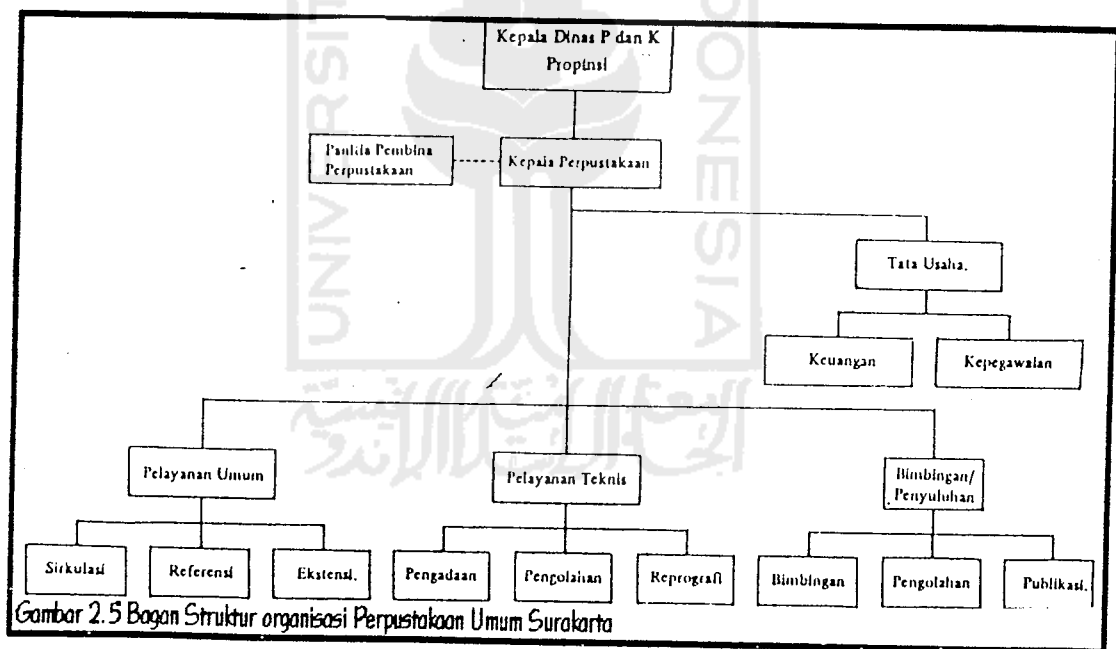 Kepala Dinas P dan K
Propinsi
Panitia Pembina
Perpustakaan
Kepala Perpustakaan
Tata Usaha.
Keuangan
Kepegawaian
Pelayanan Umum
Pelayanan Teknis
Bimbingan/
Penyuluhan
Sirkulasi
Referensi
Ekstensi.
Pengadaan
Pengolahan
Reprografi
Bimbingan
Pengolahan
Publikasi.
Gambar 2.5 Bagan Struktur organisasi Perpustakaan Umum Surakarta